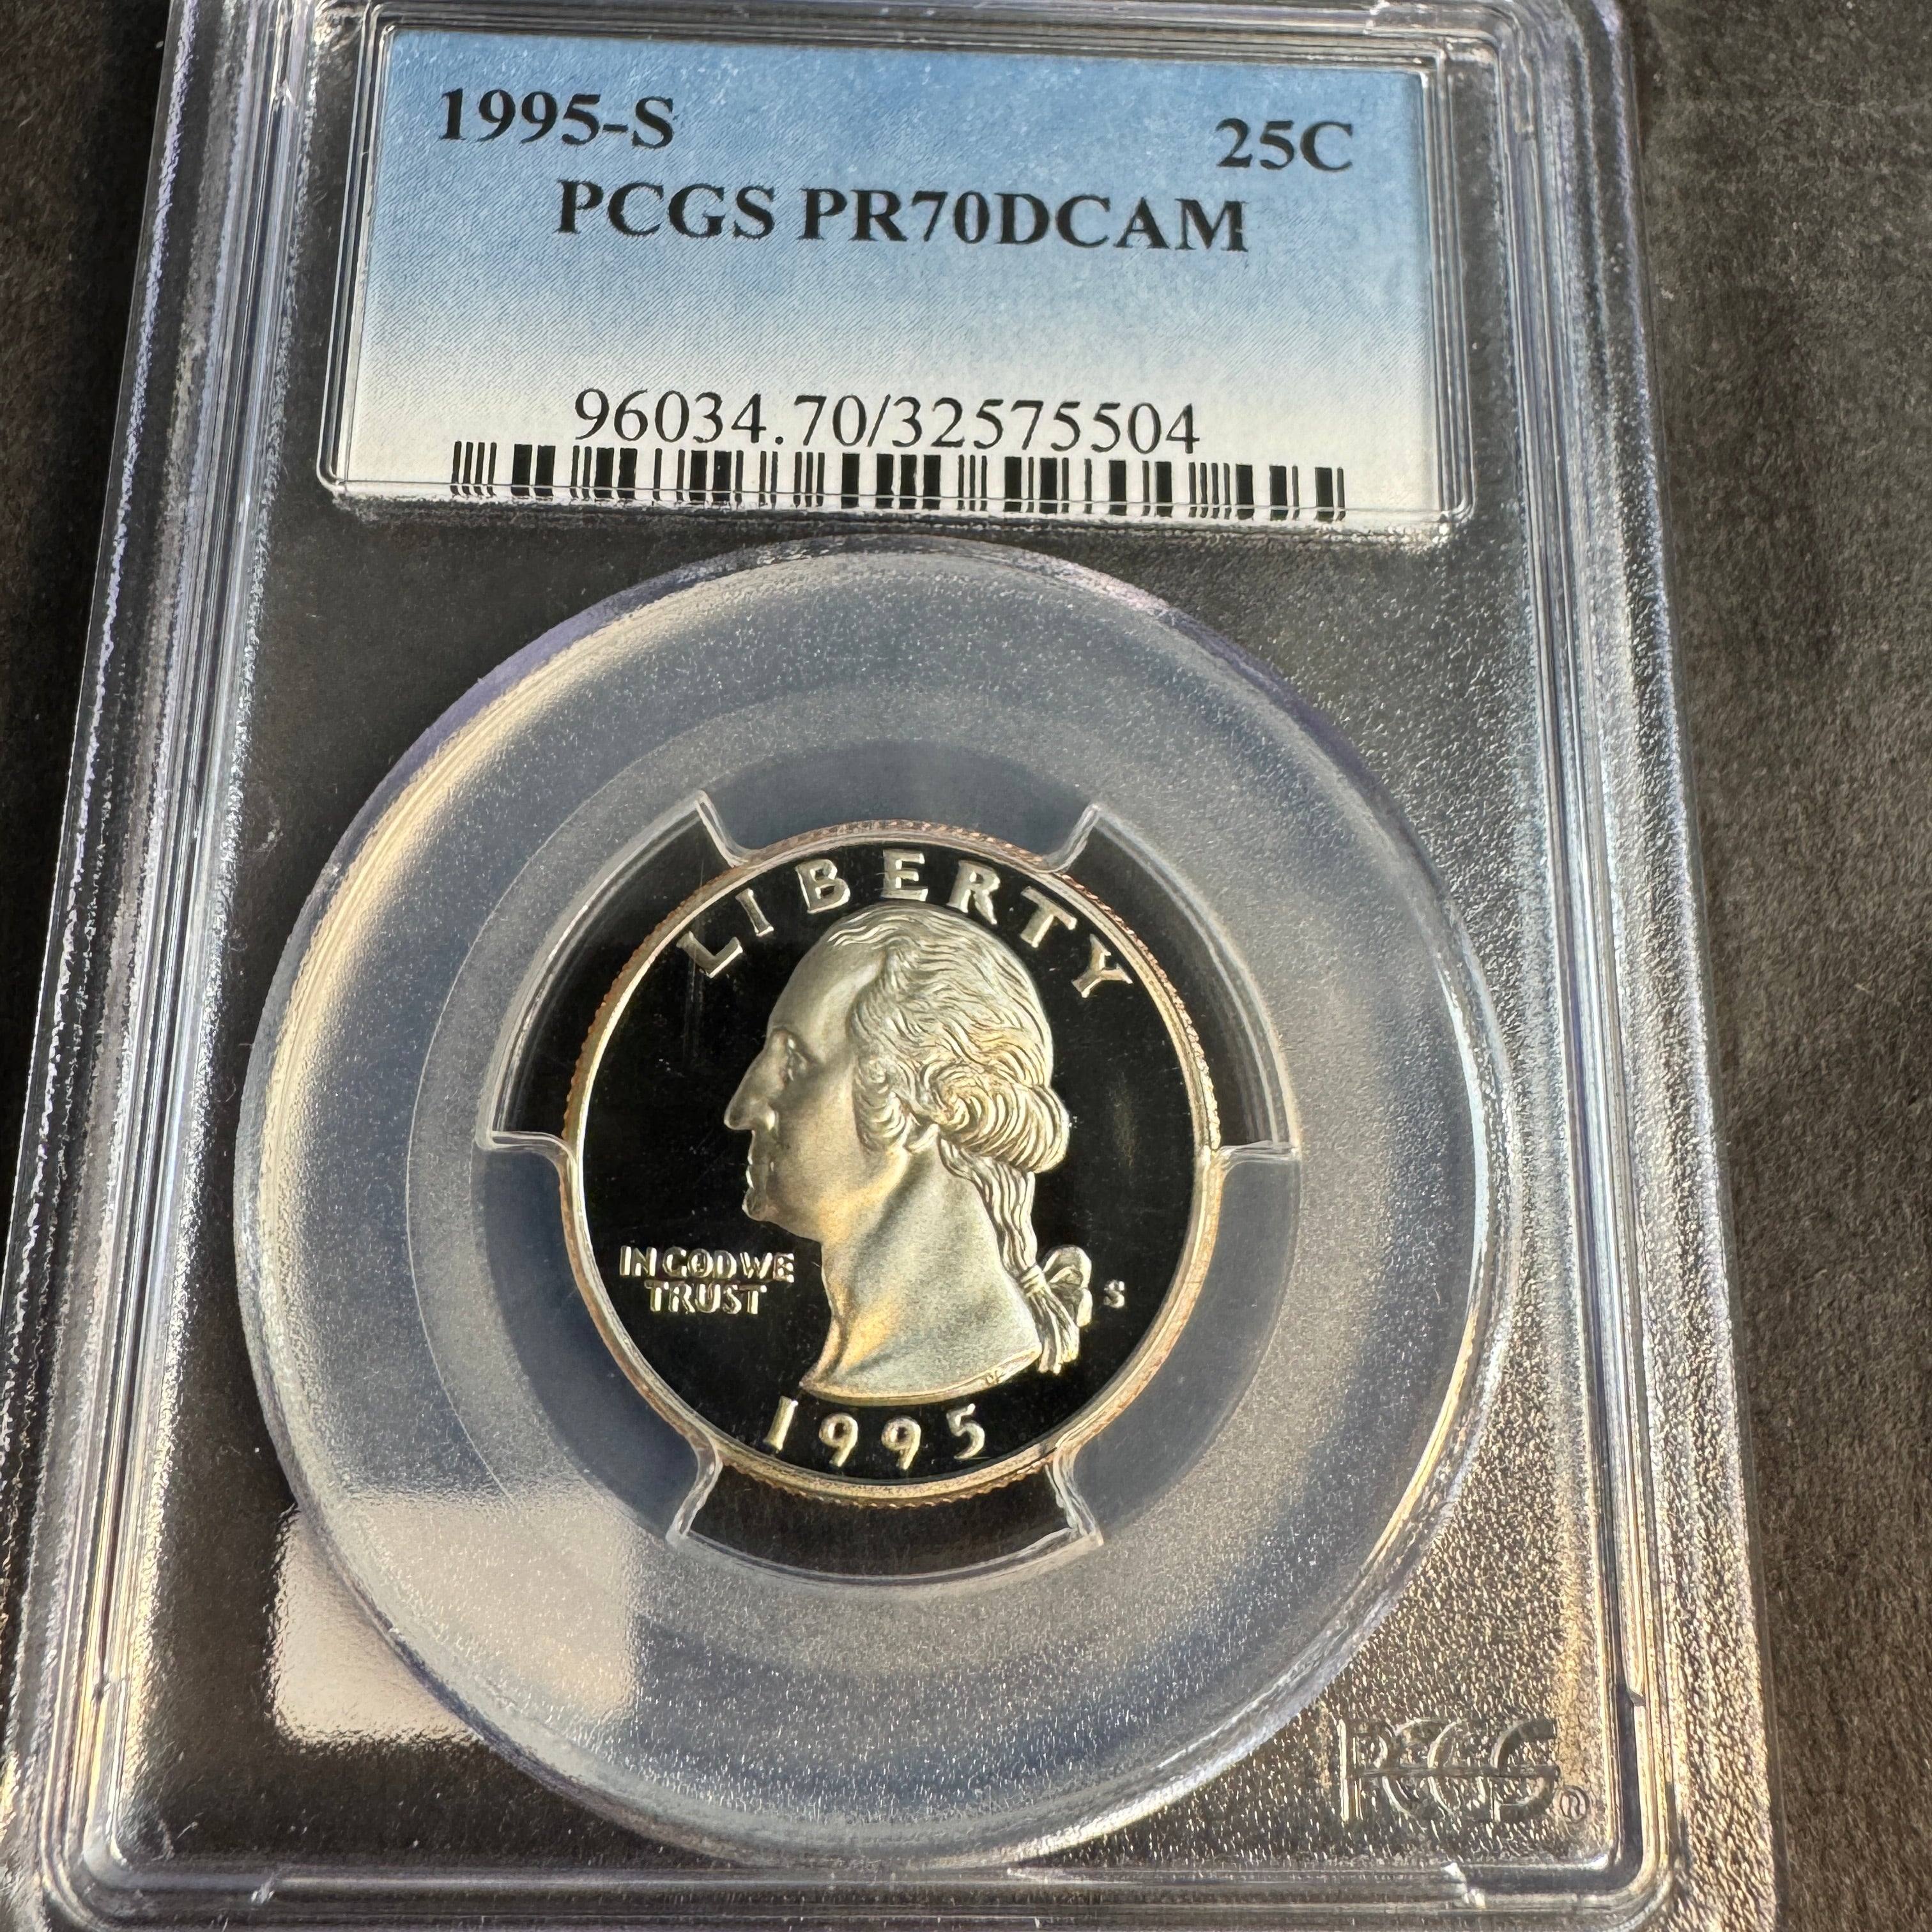 1995-S 25C
PCGS PR70DCAM
96034.70/32575504
LIBERTY
IN GOD WE
TRUST
S
1995
PCGS®